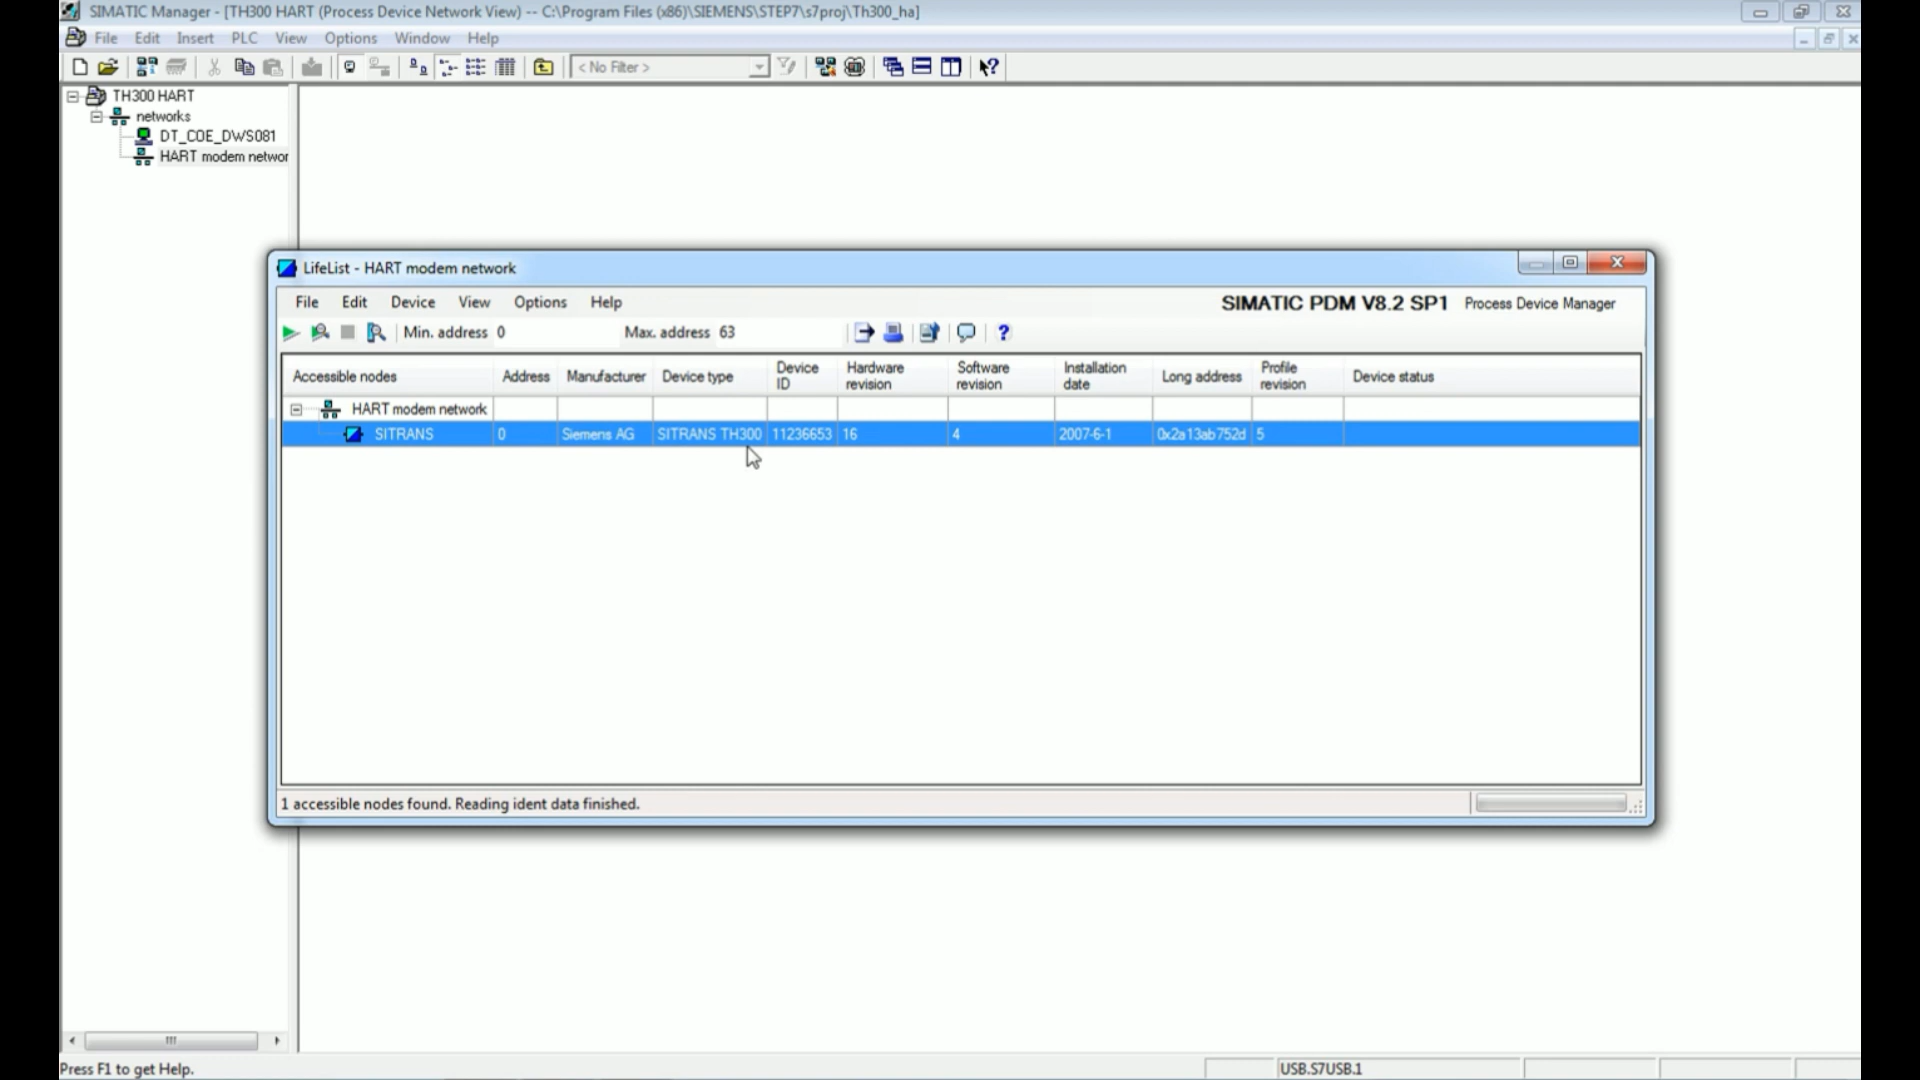 SIMATIC Manager - [TH300 HART (Process Device Network View) -- C:\Program Files (x86)\SIEMENS\STEP7\s7proj\Th300_ha]
File Edit Insert PLC View Options Window Help
< No Filter >
TH300 HART
networks
DT_COE_DWS081
HART modem networ
LifeList - HART modem network
File Edit Device View Options Help SIMATIC PDM V8.2 SP1 Process Device Manager
Min. address 0 Max. address 63
Accessible nodes Address Manufacturer Device type Device ID Hardware revision Software revision Installation date Long address Profile revision Device status
HART modem network
SITRANS 0 Siemens AG SITRANS TH300 11236653 16 4 2007-6-1 0x2a13ab752d 5
1 accessible nodes found. Reading ident data finished.
Press F1 to get Help. USB.S7USB.1